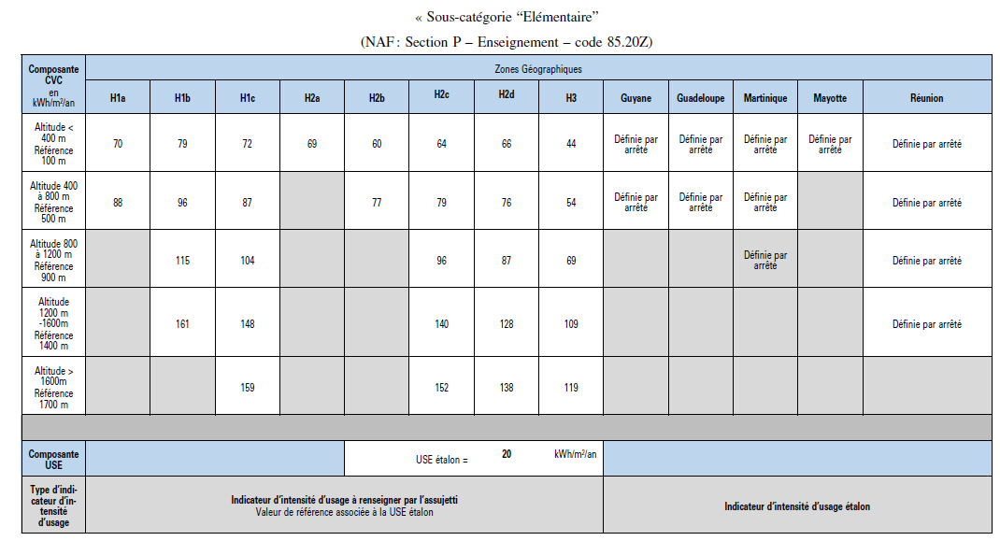 « Sous-catégorie “Elémentaire”
(NAF : Section P – Enseignement – code 85.20Z)
Composante CVC en kWh/m²/an
Zones Géographiques
H1a H1b H1c H2a H2b H2c H2d H3 Guyane Guadeloupe Martinique Mayotte Réunion
Altitude < 400 m Référence 100 m 70 79 72 69 60 64 66 44 Définie par arrêté Définie par arrêté Définie par arrêté Définie par arrêté Définie par arrêté
Altitude 400 à 800 m Référence 500 m 88 96 87 77 79 76 54 Définie par arrêté Définie par arrêté Définie par arrêté Définie par arrêté
Altitude 800 à 1200 m Référence 900 m 115 104 96 87 69 Définie par arrêté Définie par arrêté
Altitude 1200 m -1600m Référence 1400 m 161 148 140 128 109 Définie par arrêté
Altitude > 1600m Référence 1700 m 159 152 138 119
Composante USE USE étalon = 20 kWh/m²/an
Type d’indi-cateur d’in-tensité d’usage
Indicateur d’intensité d’usage à renseigner par l’assujetti
Valeur de référence associée à la USE étalon
Indicateur d’intensité d’usage étalon